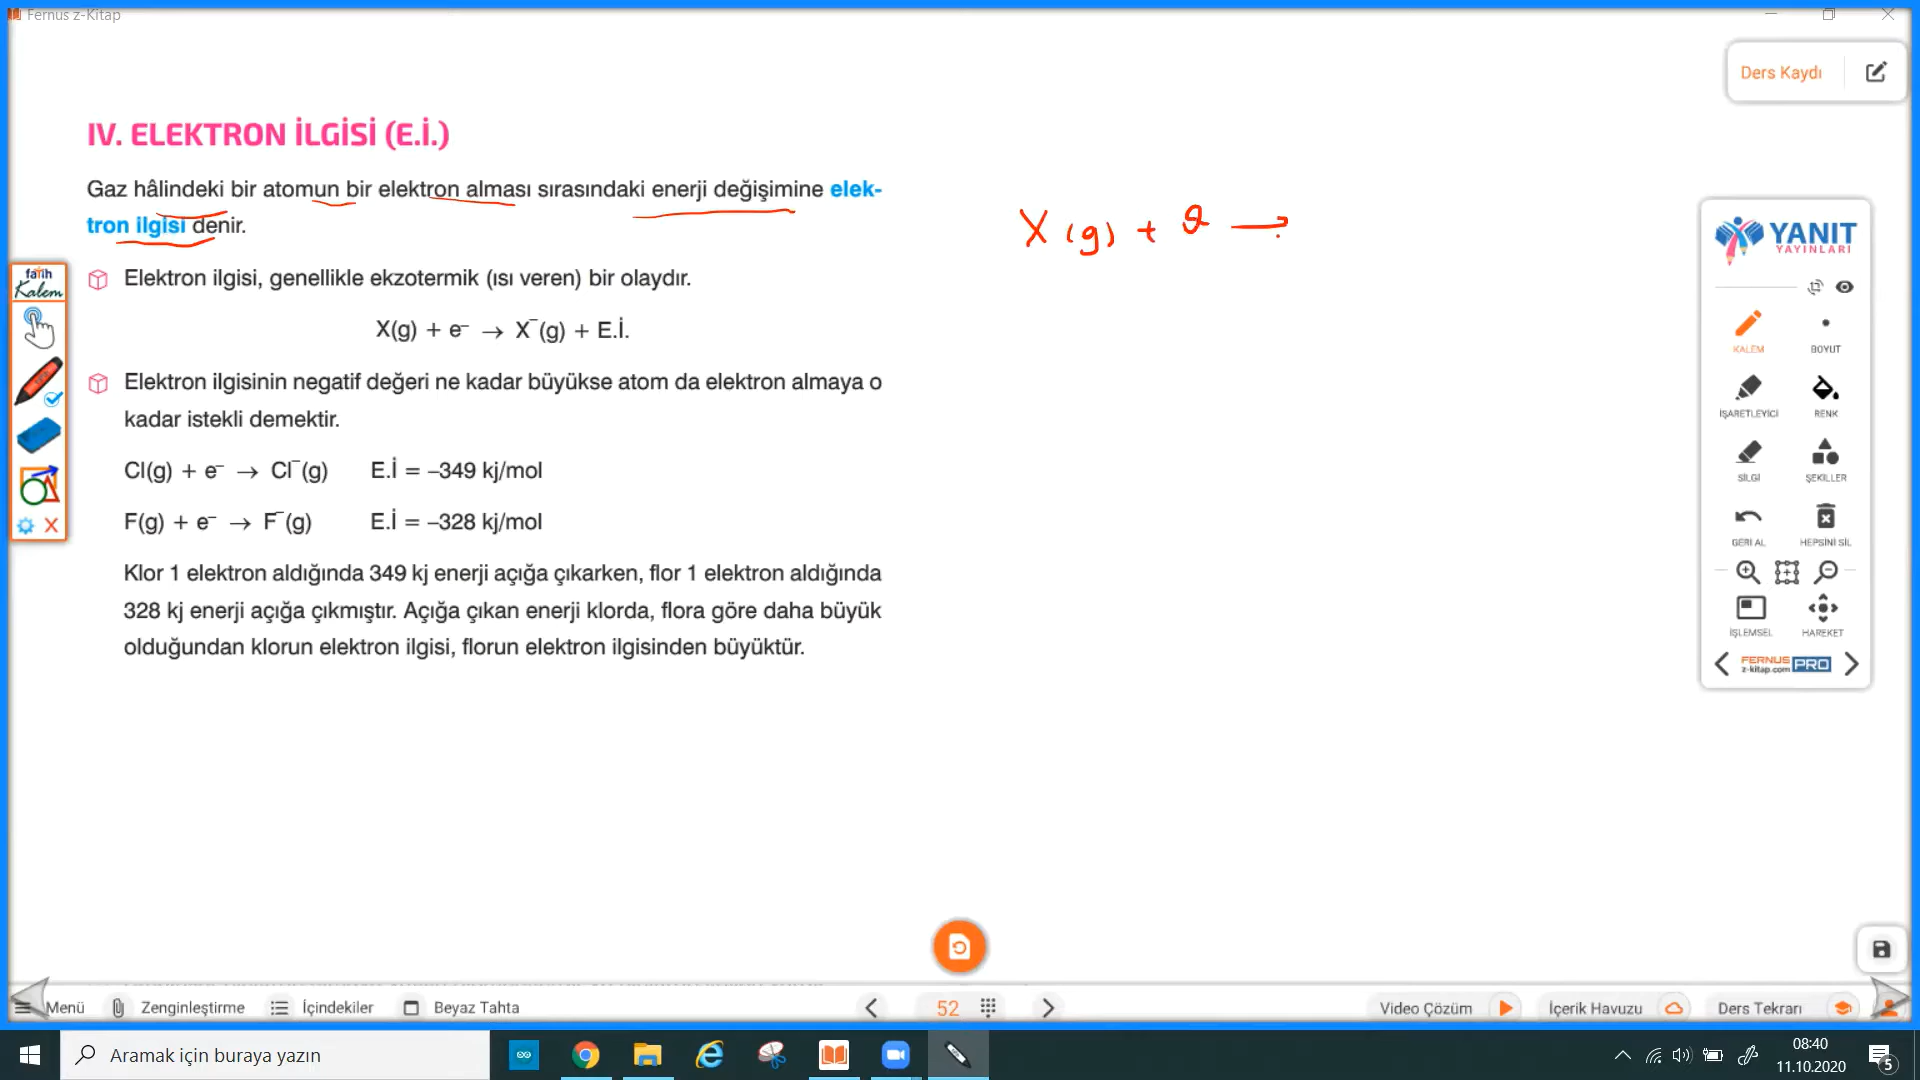 Fernus z-Kitap
Ders Kaydı
IV. ELEKTRON İLGİSİ (E.İ.)
Gaz hâlindeki bir atomun bir elektron alması sırasındaki enerji değişimine elek-
tron ilgisi denir.
X (g) + e →
Elektron ilgisi, genellikle ekzotermik (ısı veren) bir olaydır.
X(g) + e⁻ → X⁻(g) + E.İ.
Elektron ilgisinin negatif değeri ne kadar büyükse atom da elektron almaya o
kadar istekli demektir.
Cl(g) + e⁻ → Cl⁻(g) E.İ = –349 kj/mol
F(g) + e⁻ → F⁻(g) E.İ = –328 kj/mol
Klor 1 elektron aldığında 349 kj enerji açığa çıkarken, flor 1 elektron aldığında
328 kj enerji açığa çıkmıştır. Açığa çıkan enerji klorda, flora göre daha büyük
olduğundan klorun elektron ilgisi, florun elektron ilgisinden büyüktür.
fatih
Kalem
YANIT
YAYINLARI
KALEM BOYUT
İŞARETLEYİCİ RENK
SİLGİ ŞEKİLLER
GERİ AL HEPSİNİ SİL
İŞLEMSEL HAREKET
FERNUS
z-kitap.com PRO
Menü Zenginleştirme İçindekiler Beyaz Tahta 52 Video Çözüm İçerik Havuzu Ders Tekrarı
Aramak için buraya yazın
08:40
11.10.2020
5